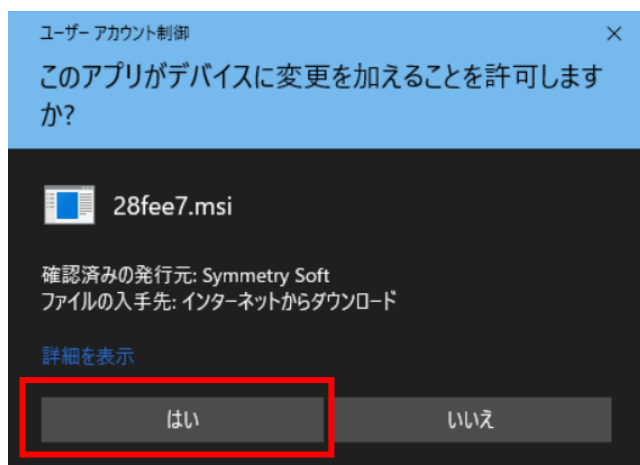 ユーザー アカウント制御
このアプリがデバイスに変更を加えることを許可します
か?
28fee7.msi
確認済みの発行元: Symmetry Soft
ファイルの入手先: インターネットからダウンロード
詳細を表示
はい
いいえ